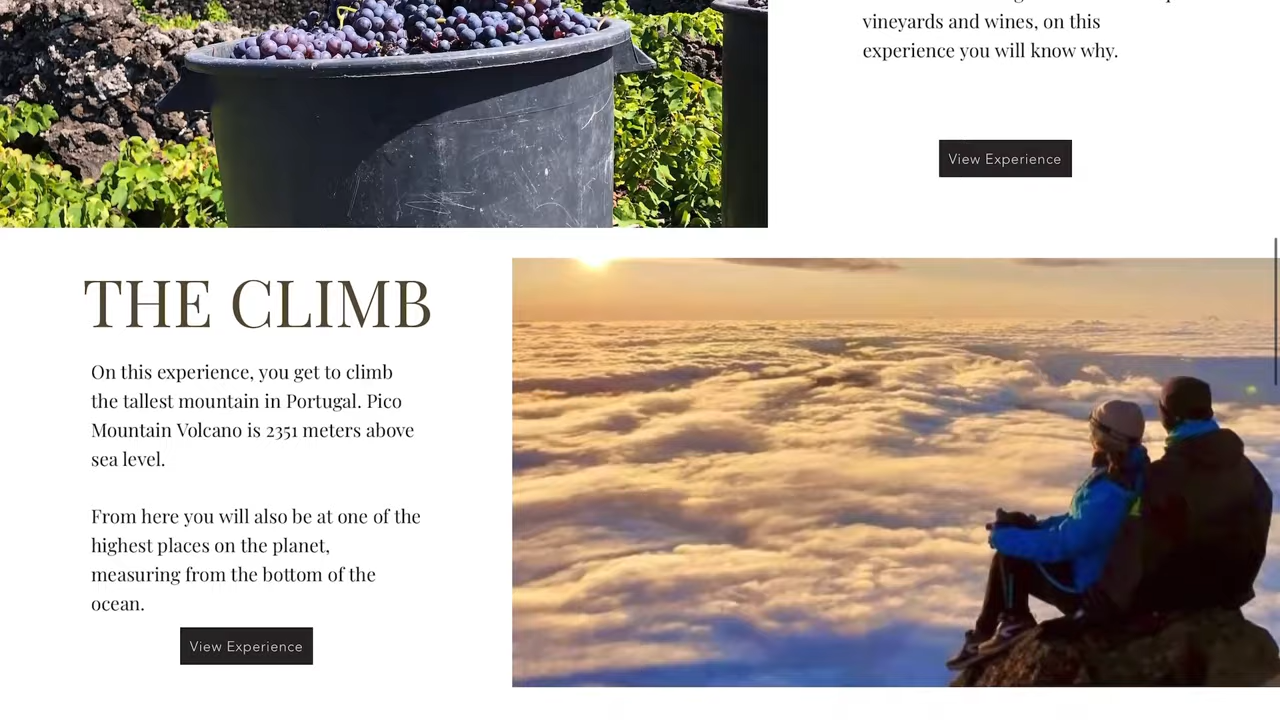 vineyards and wines, on this
experience you will know why.
View Experience
THE CLIMB
On this experience, you get to climb
the tallest mountain in Portugal. Pico
Mountain Volcano is 2351 meters above
sea level.
From here you will also be at one of the
highest places on the planet,
measuring from the bottom of the
ocean.
View Experience